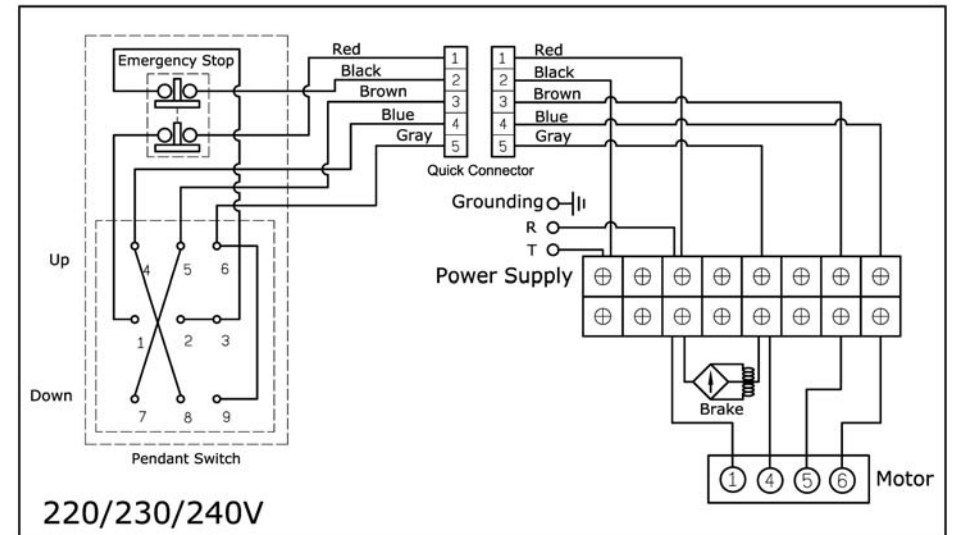 Emergency Stop
Red
Black
Brown
Blue
Gray
1
2
3
4
5
Quick Connector
1
2
3
4
5
Red
Black
Brown
Blue
Gray
Grounding
R
T
Power Supply
Up
4
5
6
1
2
3
Down
7
8
9
Pendant Switch
Brake
1
4
5
6
Motor
220/230/240V